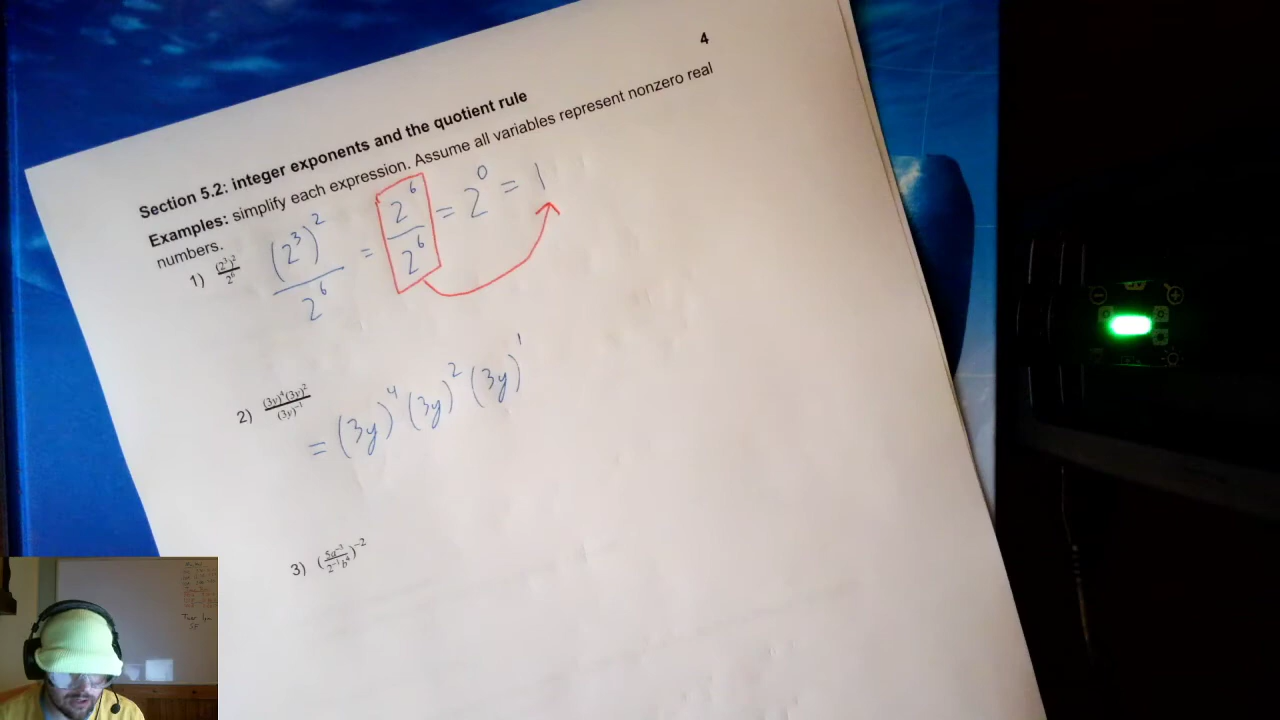 4
Section 5.2: integer exponents and the quotient rule
Examples: simplify each expression. Assume all variables represent nonzero real
numbers.
1) (2³)²/2⁶ (2³)²/2⁶ = 2⁶/2⁶ = 2⁰ = 1
2) (3y)⁴(3y)²/(3y)⁻¹
= (3y)⁴ (3y)² (3y)¹
3) (5a⁻³/2⁻¹b⁴)⁻²